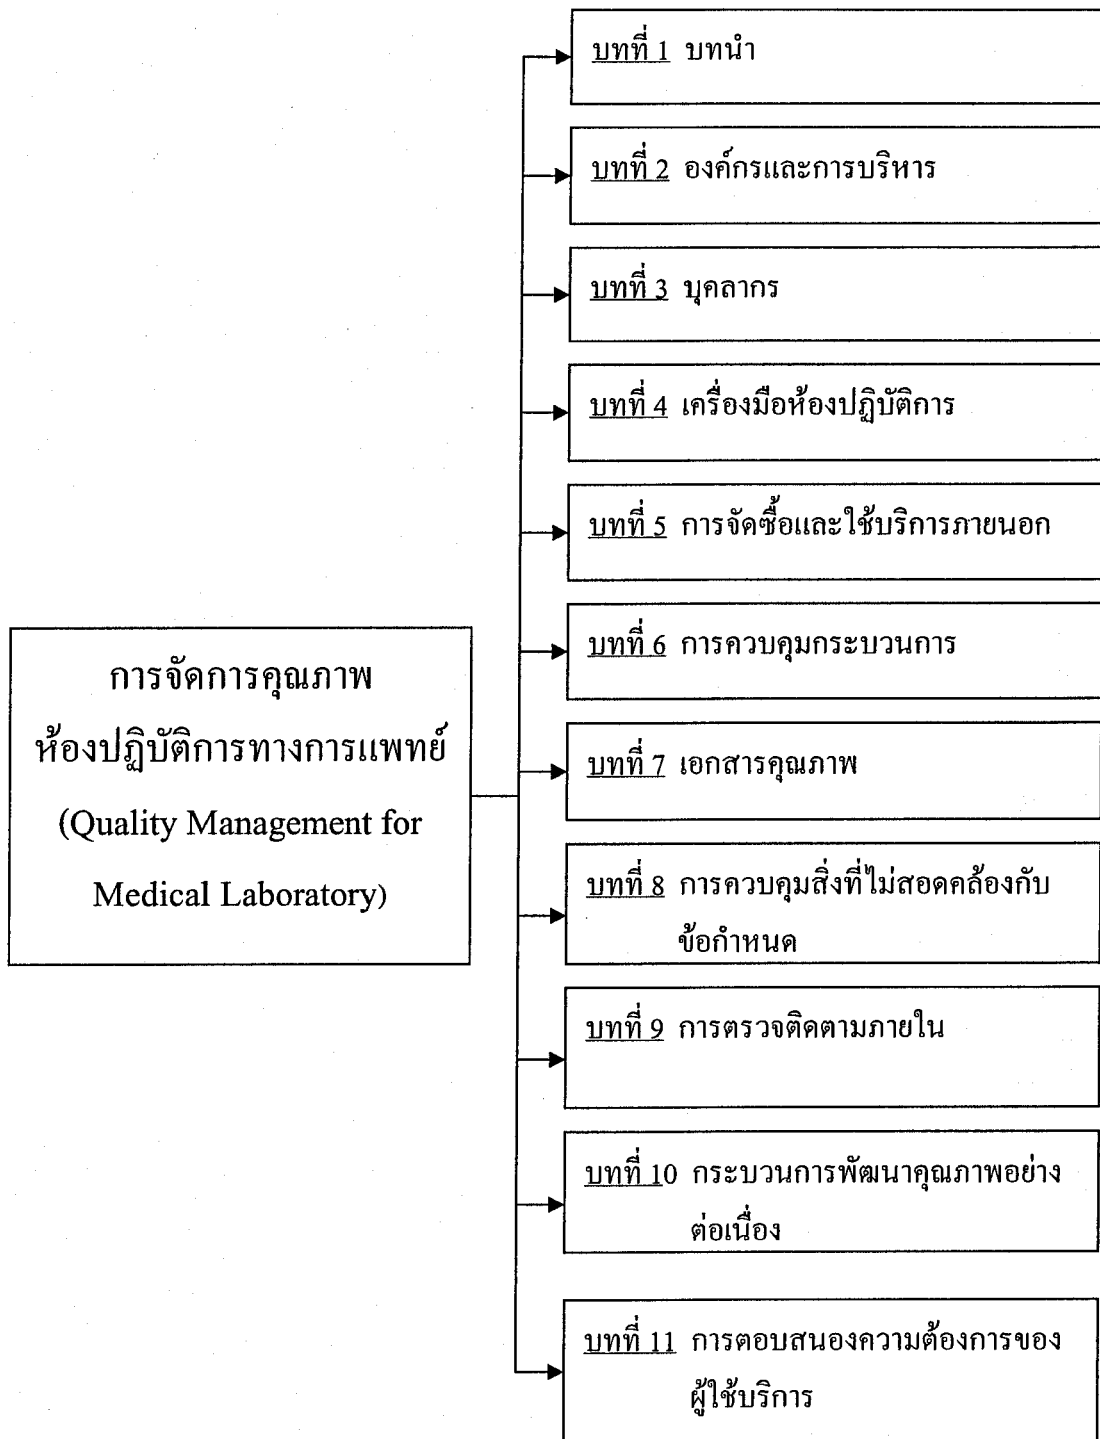 บทที่ 1 บทนำ
บทที่ 2 องค์กรและการบริหาร
บทที่ 3 บุคลากร
บทที่ 4 เครื่องมือห้องปฏิบัติการ
บทที่ 5 การจัดซื้อและใช้บริการภายนอก
บทที่ 6 การควบคุมกระบวนการ
การจัดการคุณภาพ
ห้องปฏิบัติการทางการแพทย์
(Quality Management for
Medical Laboratory)
บทที่ 7 เอกสารคุณภาพ
บทที่ 8 การควบคุมสิ่งที่ไม่สอดคล้องกับ
ข้อกำหนด
บทที่ 9 การตรวจติดตามภายใน
บทที่ 10 กระบวนการพัฒนาคุณภาพอย่าง
ต่อเนื่อง
บทที่ 11 การตอบสนองความต้องการของ
ผู้ใช้บริการ